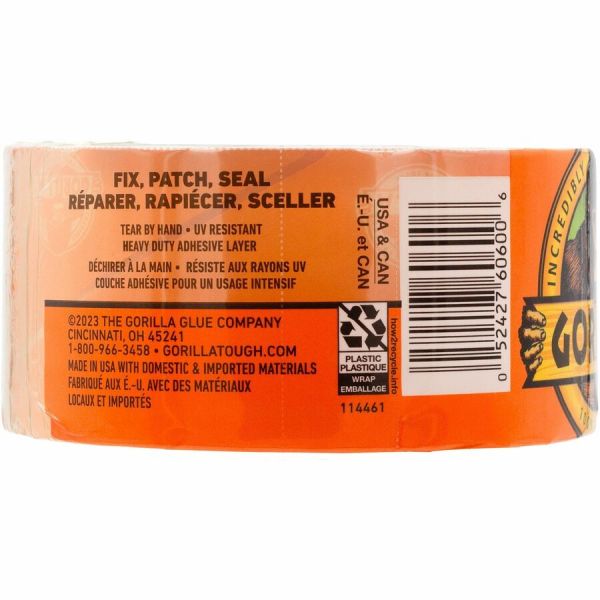 FIX, PATCH, SEAL
RÉPARER, RAPIÉCER, SCELLER
TEAR BY HAND • UV RESISTANT
HEAVY DUTY ADHESIVE LAYER
DÉCHIRER À LA MAIN • RÉSISTE AUX RAYONS UV
COUCHE ADHÉSIVE POUR UN USAGE INTENSIF
©2023 THE GORILLA GLUE COMPANY
CINCINNATI, OH 45241
1-800-966-3458 • GORILLATOUGH.COM
MADE IN USA WITH DOMESTIC & IMPORTED MATERIALS
FABRIQUÉ AUX É.-U. AVEC DES MATÉRIAUX
LOCAUX ET IMPORTÉS
USA & CAN
É.-U. et CAN
PLASTIC
PLASTIQUE
WRAP
EMBALLAGE
how2recycle.info
114461
0 52427 60600 6
INCREDIBLY
GO